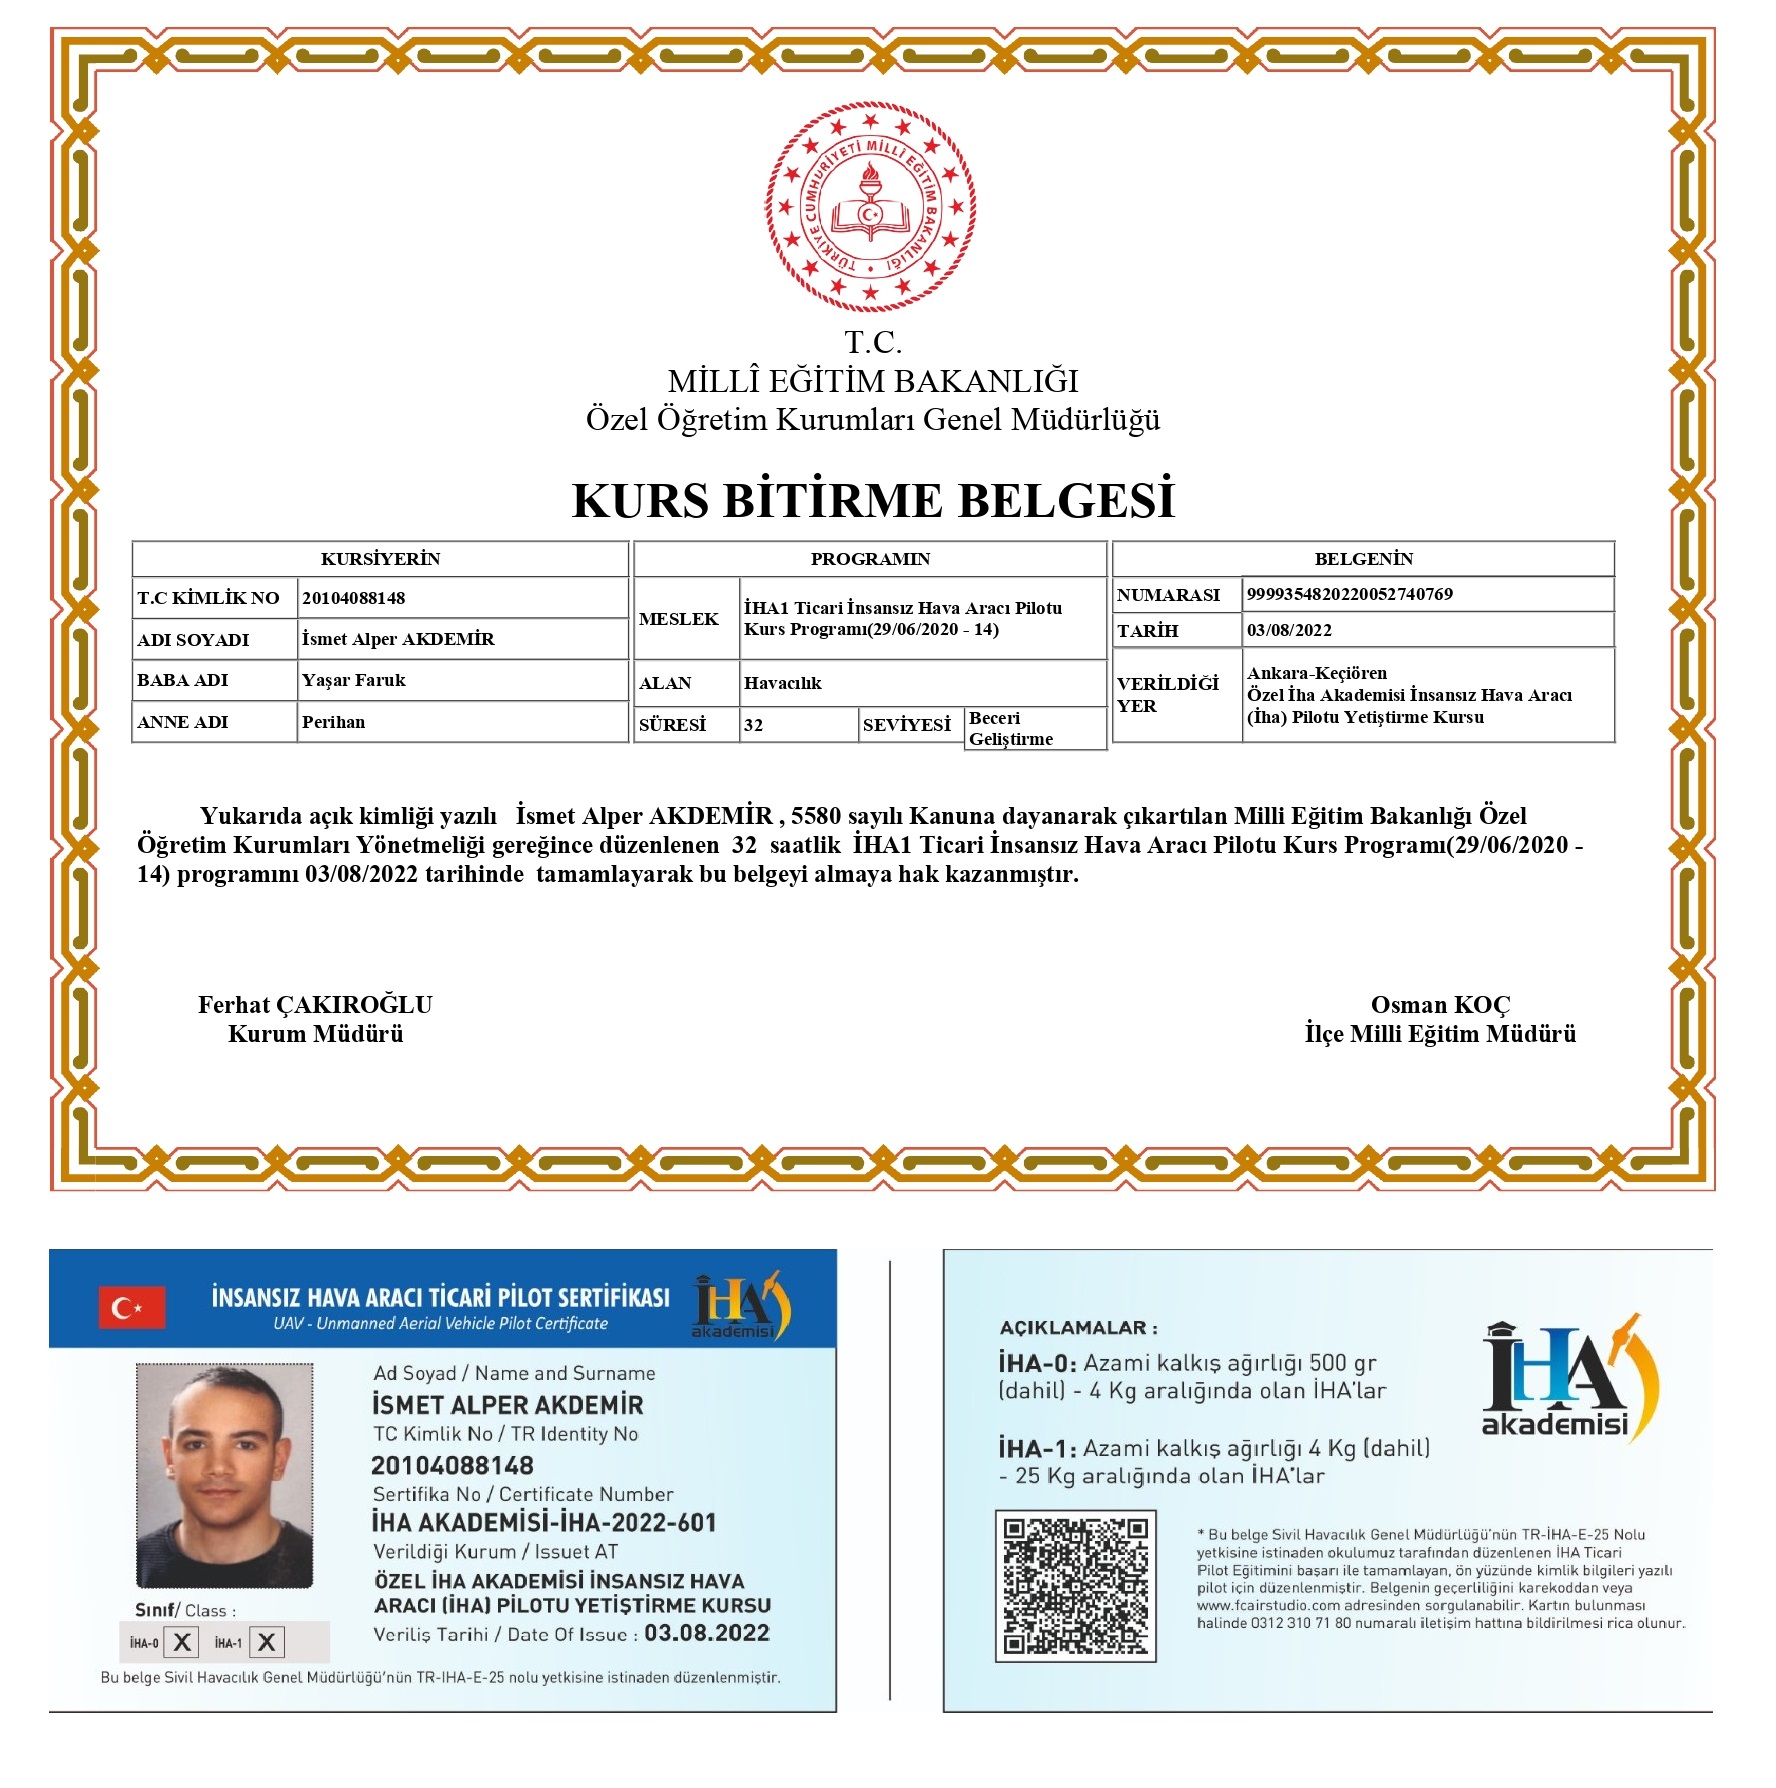 TÜRKİYE CUMHURİYETİ MİLLİ EĞİTİM BAKANLIĞI
T.C.
MİLLÎ EĞİTİM BAKANLIĞI
Özel Öğretim Kurumları Genel Müdürlüğü
KURS BİTİRME BELGESİ
KURSİYERİN
T.C KİMLİK NO 20104088148
ADI SOYADI İsmet Alper AKDEMİR
BABA ADI Yaşar Faruk
ANNE ADI Perihan
PROGRAMIN
MESLEK İHA1 Ticari İnsansız Hava Aracı Pilotu
Kurs Programı(29/06/2020 - 14)
ALAN Havacılık
SÜRESİ 32 SEVİYESİ Beceri
Geliştirme
BELGENİN
NUMARASI 9999354820220052740769
TARİH 03/08/2022
VERİLDİĞİ
YER
Ankara-Keçiören
Özel İha Akademisi İnsansız Hava Aracı
(İha) Pilotu Yetiştirme Kursu
Yukarıda açık kimliği yazılı İsmet Alper AKDEMİR , 5580 sayılı Kanuna dayanarak çıkartılan Milli Eğitim Bakanlığı Özel
Öğretim Kurumları Yönetmeliği gereğince düzenlenen 32 saatlik İHA1 Ticari İnsansız Hava Aracı Pilotu Kurs Programı(29/06/2020 -
14) programını 03/08/2022 tarihinde tamamlayarak bu belgeyi almaya hak kazanmıştır.
Ferhat ÇAKIROĞLU
Kurum Müdürü
Osman KOÇ
İlçe Milli Eğitim Müdürü
İNSANSIZ HAVA ARACI TİCARİ PİLOT SERTİFİKASI
UAV - Unmanned Aerial Vehicle Pilot Certificate
İHA
akademisi
Ad Soyad / Name and Surname
İSMET ALPER AKDEMİR
TC Kimlik No / TR Identity No
20104088148
Sertifika No / Certificate Number
İHA AKADEMİSİ-İHA-2022-601
Verildiği Kurum / Issuet AT
ÖZEL İHA AKADEMİSİ İNSANSIZ HAVA
ARACI (İHA) PİLOTU YETİŞTİRME KURSU
Veriliş Tarihi / Date Of Issue : 03.08.2022
Sınıf/ Class :
İHA-0 X İHA-1 X
Bu belge Sivil Havacılık Genel Müdürlüğü'nün TR-IHA-E-25 nolu yetkisine istinaden düzenlenmiştir.
AÇIKLAMALAR :
İHA-0: Azami kalkış ağırlığı 500 gr
(dahil) - 4 Kg aralığında olan İHA'lar
İHA-1: Azami kalkış ağırlığı 4 Kg (dahil)
- 25 Kg aralığında olan İHA'lar
İHA
akademisi
* Bu belge Sivil Havacılık Genel Müdürlüğü'nün TR-İHA-E-25 Nolu
yetkisine istinaden okulumuz tarafından düzenlenen İHA Ticari
Pilot Eğitimini başarı ile tamamlayan, ön yüzünde kimlik bilgileri yazılı
pilot için düzenlenmiştir. Belgenin geçerliliğini karekoddan veya
www.fcairstudio.com adresinden sorgulanabilir. Kartın bulunması
halinde 0312 310 71 80 numaralı iletişim hattına bildirilmesi rica olunur.